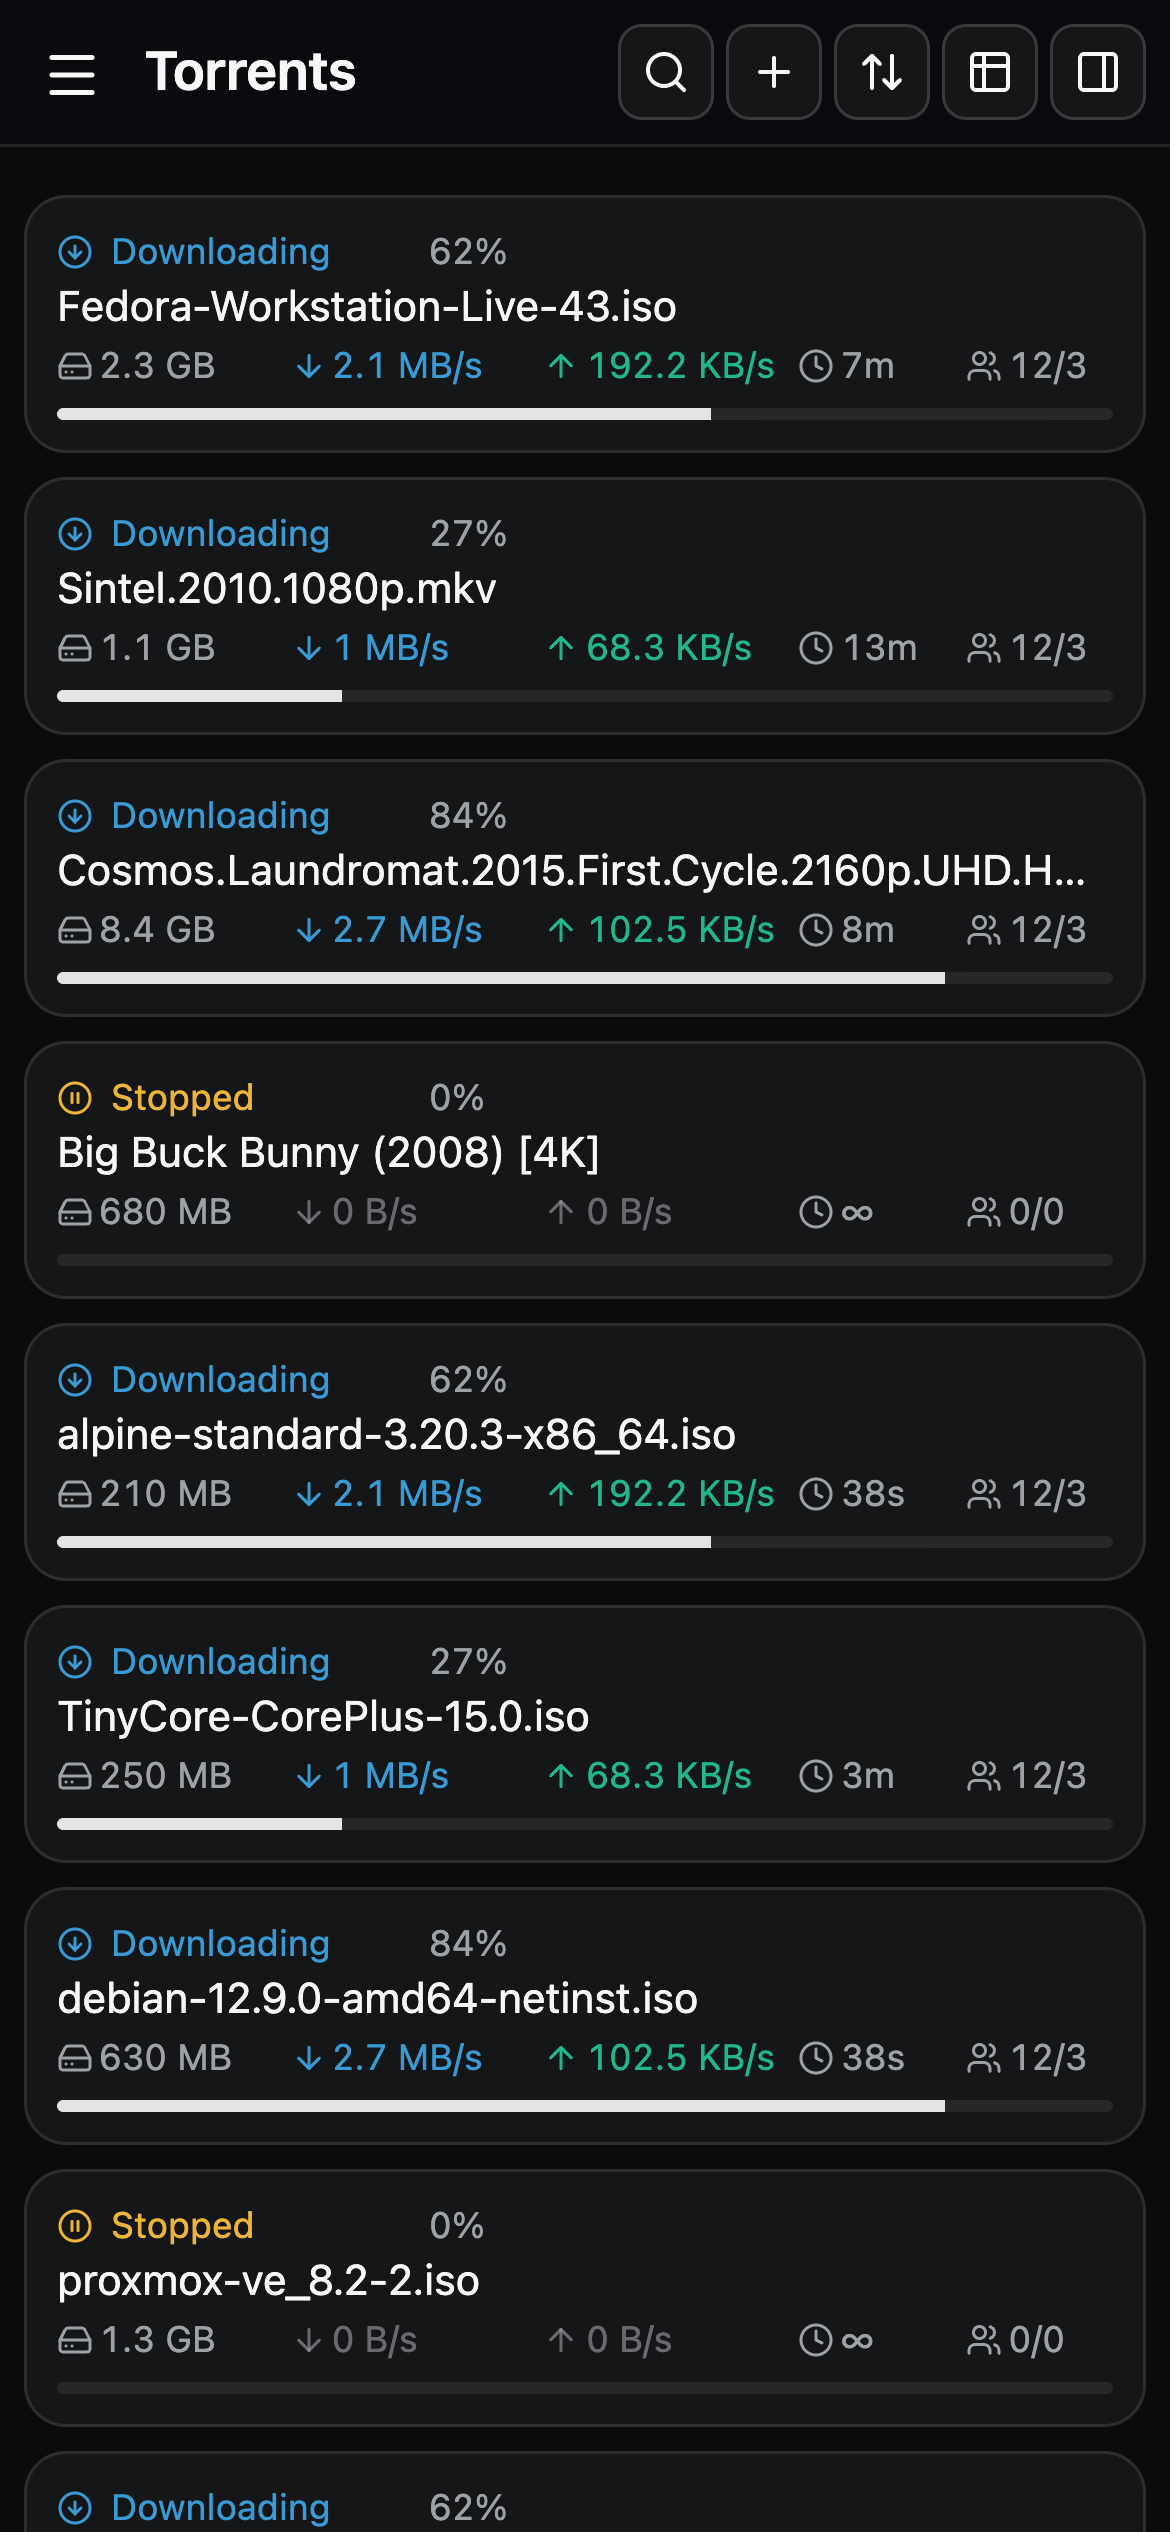 Torrents
Downloading 62%
Fedora-Workstation-Live-43.iso
2.3 GB ↓ 2.1 MB/s ↑ 192.2 KB/s 7m 12/3
Downloading 27%
Sintel.2010.1080p.mkv
1.1 GB ↓ 1 MB/s ↑ 68.3 KB/s 13m 12/3
Downloading 84%
Cosmos.Laundromat.2015.First.Cycle.2160p.UHD.H...
8.4 GB ↓ 2.7 MB/s ↑ 102.5 KB/s 8m 12/3
Stopped 0%
Big Buck Bunny (2008) [4K]
680 MB ↓ 0 B/s ↑ 0 B/s ∞ 0/0
Downloading 62%
alpine-standard-3.20.3-x86_64.iso
210 MB ↓ 2.1 MB/s ↑ 192.2 KB/s 38s 12/3
Downloading 27%
TinyCore-CorePlus-15.0.iso
250 MB ↓ 1 MB/s ↑ 68.3 KB/s 3m 12/3
Downloading 84%
debian-12.9.0-amd64-netinst.iso
630 MB ↓ 2.7 MB/s ↑ 102.5 KB/s 38s 12/3
Stopped 0%
proxmox-ve_8.2-2.iso
1.3 GB ↓ 0 B/s ↑ 0 B/s ∞ 0/0
Downloading 62%